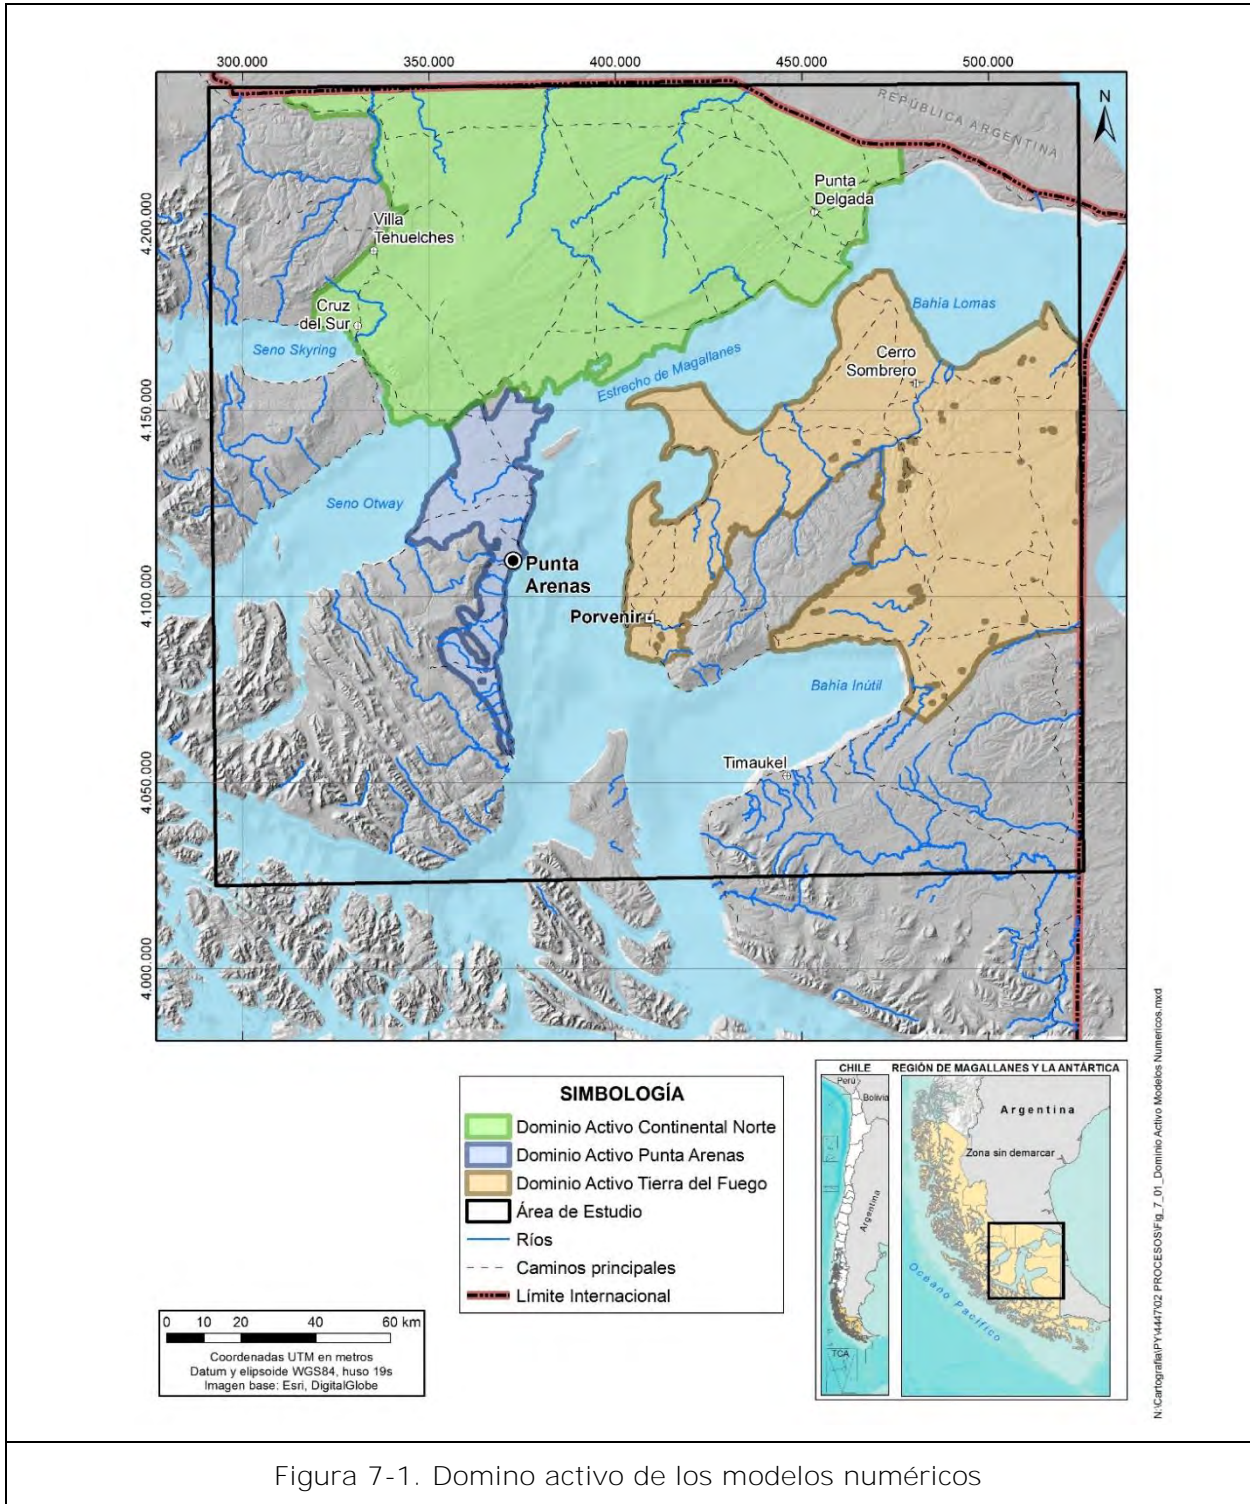 300.000 350.000 400.000 450.000 500.000
N
REPÚBLICA ARGENTINA
Punta
Delgada
4.200.000
Villa
Tehuelches
Bahía Lomas
Cruz
del Sur
Seno Skyring
Estrecho de Magallanes
Cerro
Sombrero
4.150.000
Seno Otway
Punta
Arenas
4.100.000
Porvenir
Bahía Inútil
Timaukel
4.050.000
4.000.000
SIMBOLOGÍA
Dominio Activo Continental Norte
Dominio Activo Punta Arenas
Dominio Activo Tierra del Fuego
Área de Estudio
Ríos
Caminos principales
Límite Internacional
0 10 20 40 60 km
Coordenadas UTM en metros
Datum y elipsoide WGS84, huso 19s
Imagen base: Esri, DigitalGlobe
CHILE
Perú
Bolivia
Argentina
TCA
REGIÓN DE MAGALLANES Y LA ANTÁRTICA
Argentina
Zona sin demarcar
Océano Pacífico
N:\Cartografia\PY\4447\02 PROCESOS\Fig_7_01_Dominio Activo Modelos Numericos.mxd
Figura 7-1. Domino activo de los modelos numéricos